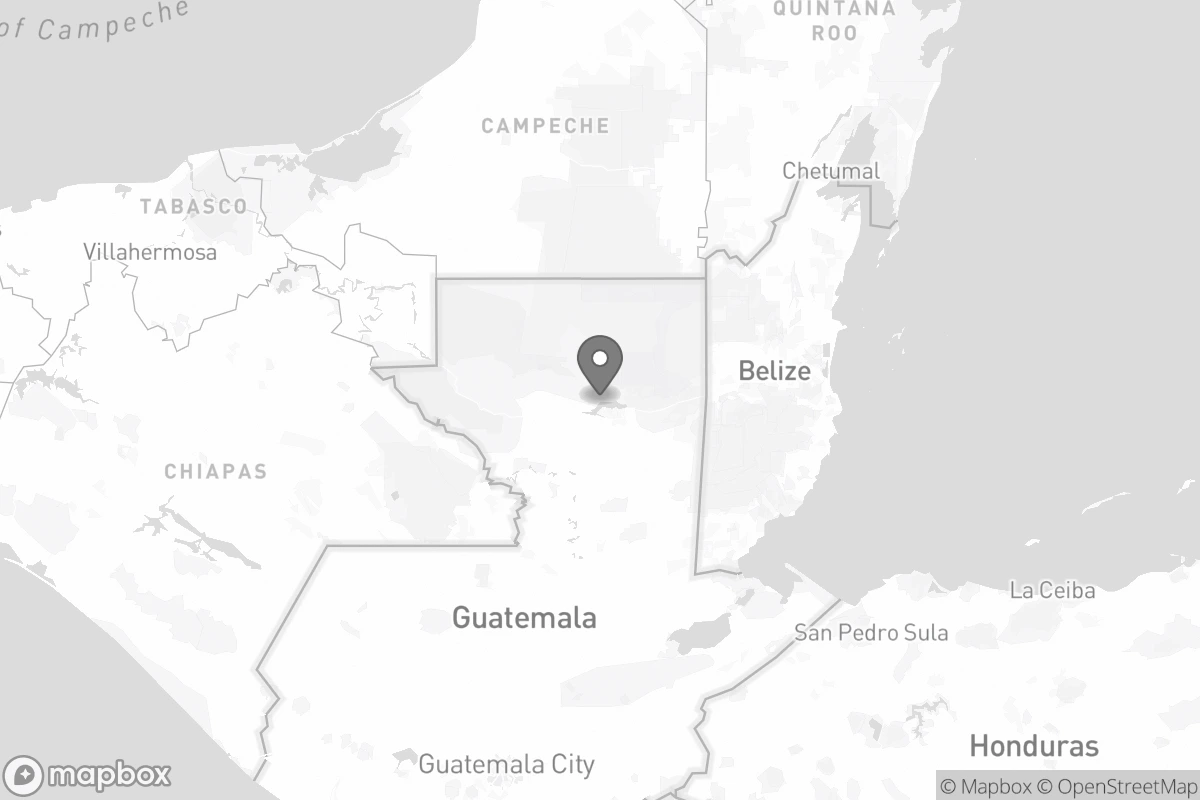 of Campeche
QUINTANA
ROO
CAMPECHE
Chetumal
TABASCO
Villahermosa
Belize
CHIAPAS
La Ceiba
Guatemala
San Pedro Sula
Honduras
Guatemala City
mapbox
© Mapbox © OpenStreetMap